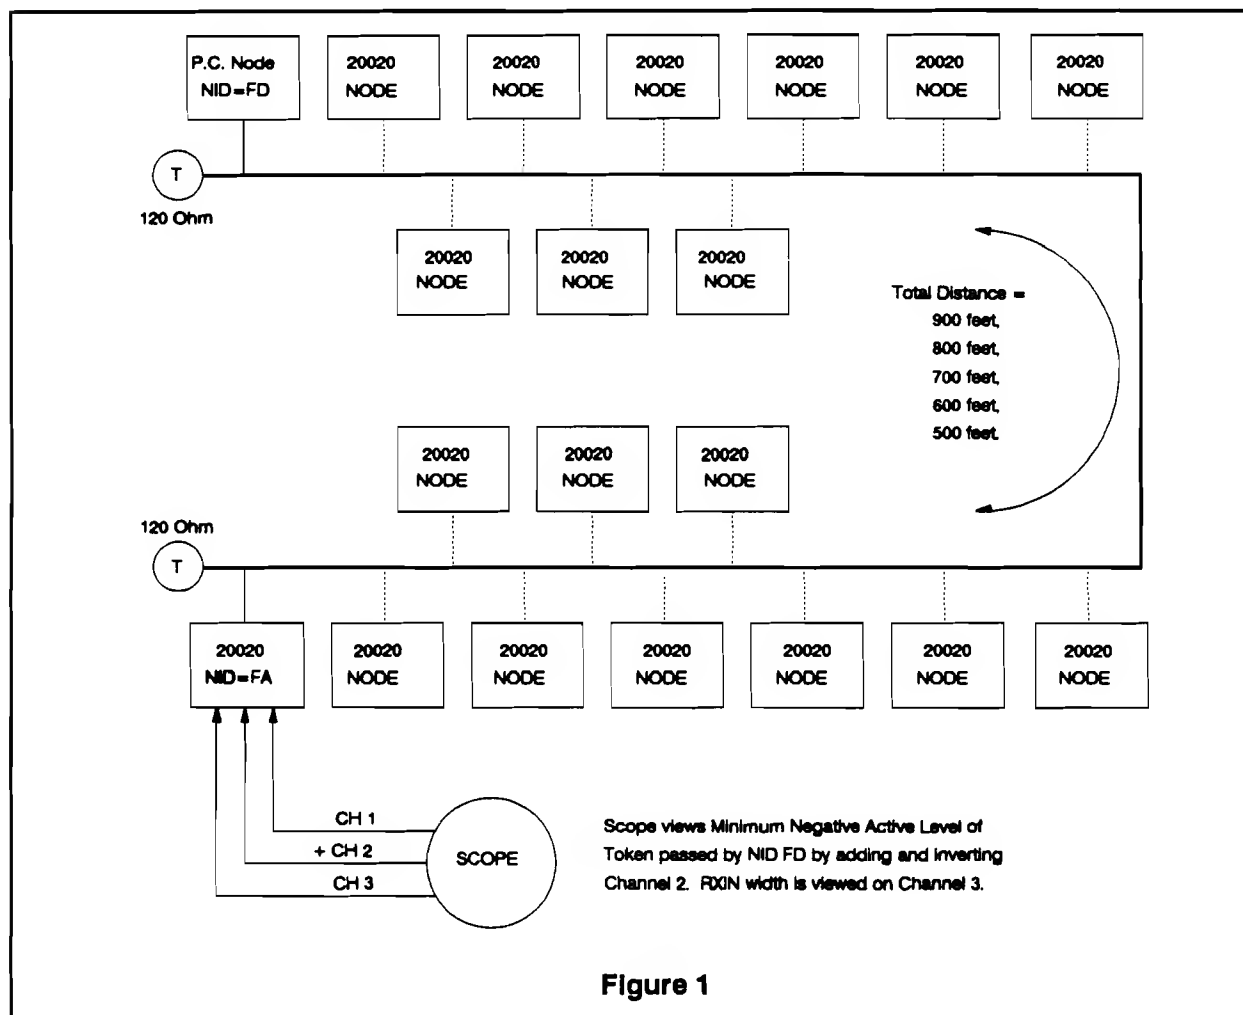 P.C. Node
NID=FD
20020
NODE
20020
NODE
20020
NODE
20020
NODE
20020
NODE
20020
NODE
T
120 Ohm
20020
NODE
20020
NODE
20020
NODE
Total Distance =
900 feet,
800 feet,
700 feet,
600 feet,
500 feet.
20020
NODE
20020
NODE
20020
NODE
120 Ohm
T
20020
NID=FA
20020
NODE
20020
NODE
20020
NODE
20020
NODE
20020
NODE
20020
NODE
CH 1
+ CH 2
CH 3
SCOPE
Scope views Minimum Negative Active Level of
Token passed by NID FD by adding and inverting
Channel 2. RXIN width is viewed on Channel 3.
Figure 1